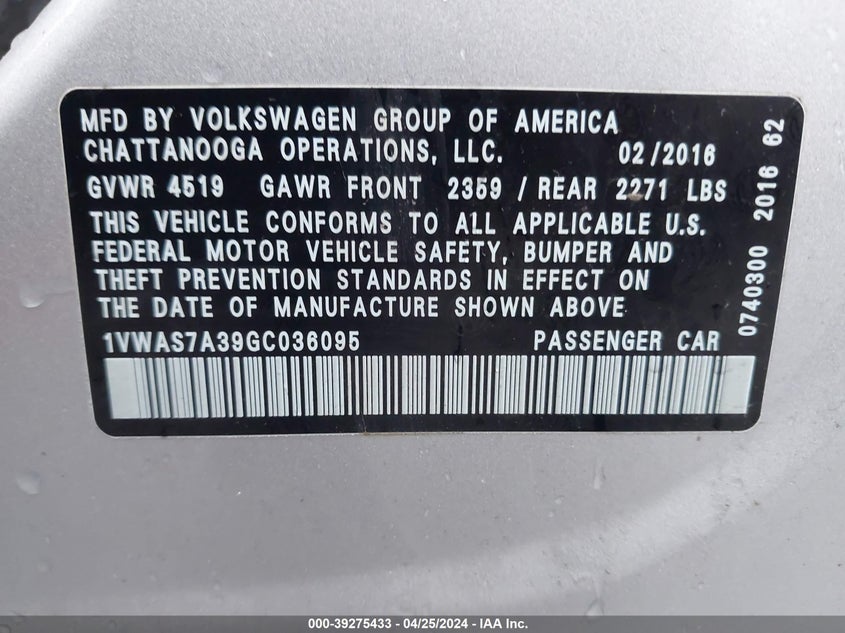 MFD BY VOLKSWAGEN GROUP OF AMERICA
CHATTANOOGA OPERATIONS, LLC. 02/2016
GVWR 4519 GAWR FRONT 2359 / REAR 2271 LBS
THIS VEHICLE CONFORMS TO ALL APPLICABLE U.S.
FEDERAL MOTOR VEHICLE SAFETY, BUMPER AND
THEFT PREVENTION STANDARDS IN EFFECT ON
THE DATE OF MANUFACTURE SHOWN ABOVE
1VWAS7A39GC036095 PASSENGER CAR
0740300 2016 62
000-39275433 - 04/25/2024 - IAA Inc.